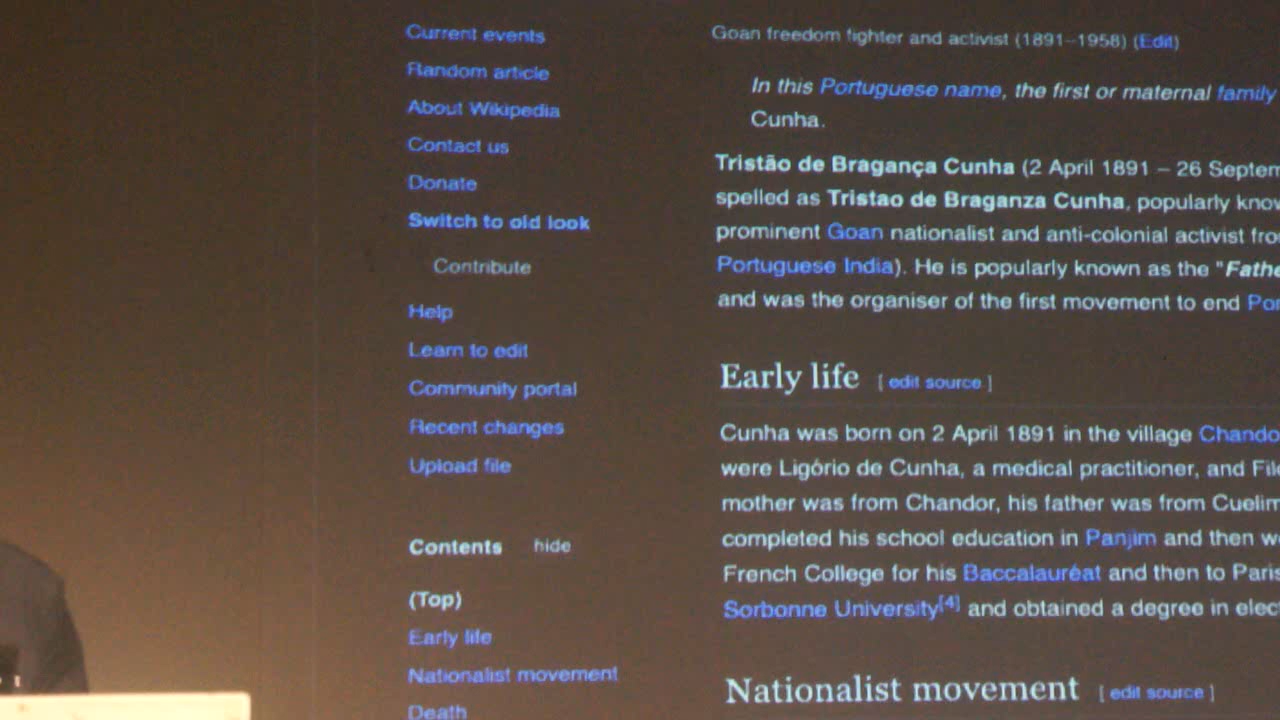 Current events
Random article
About Wikipedia
Contact us
Donate
Switch to old look
Contribute
Help
Learn to edit
Community portal
Recent changes
Upload file
Contents hide
(Top)
Early life
Nationalist movement
Death
Goan freedom fighter and activist (1891–1958) (Edit)
In this Portuguese name, the first or maternal family
Cunha.
Tristão de Bragança Cunha (2 April 1891 – 26
spelled as Tristao de Braganza Cunha, popularly
prominent Goan nationalist and anti-colonial activist
Portuguese India). He is popularly known as the "
and was the organiser of the first movement to end
Early life [ edit source ]
Cunha was born on 2 April 1891 in the village
were Ligório de Cunha, a medical practitioner, and
mother was from Chandor, his father was from
completed his school education in Panjim and then
French College for his Baccalauréat and then to Paris
Sorbonne University[4] and obtained a degree in
Nationalist movement [ edit source ]